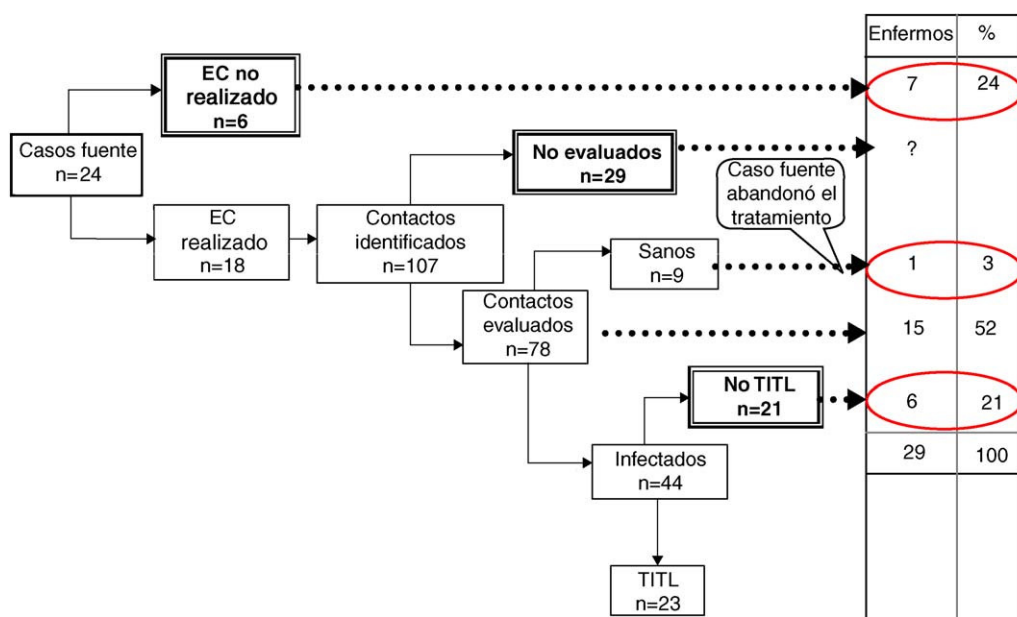 Enfermos %
EC no
realizado
n=6
7 24
Casos fuente
n=24
No evaluados
n=29
?
Caso fuente
abandonó el
tratamiento
EC
realizado
n=18
Contactos
identificados
n=107
Sanos
n=9
1 3
Contactos
evaluados
n=78
15 52
No TITL
n=21
6 21
Infectados
n=44
29 100
TITL
n=23